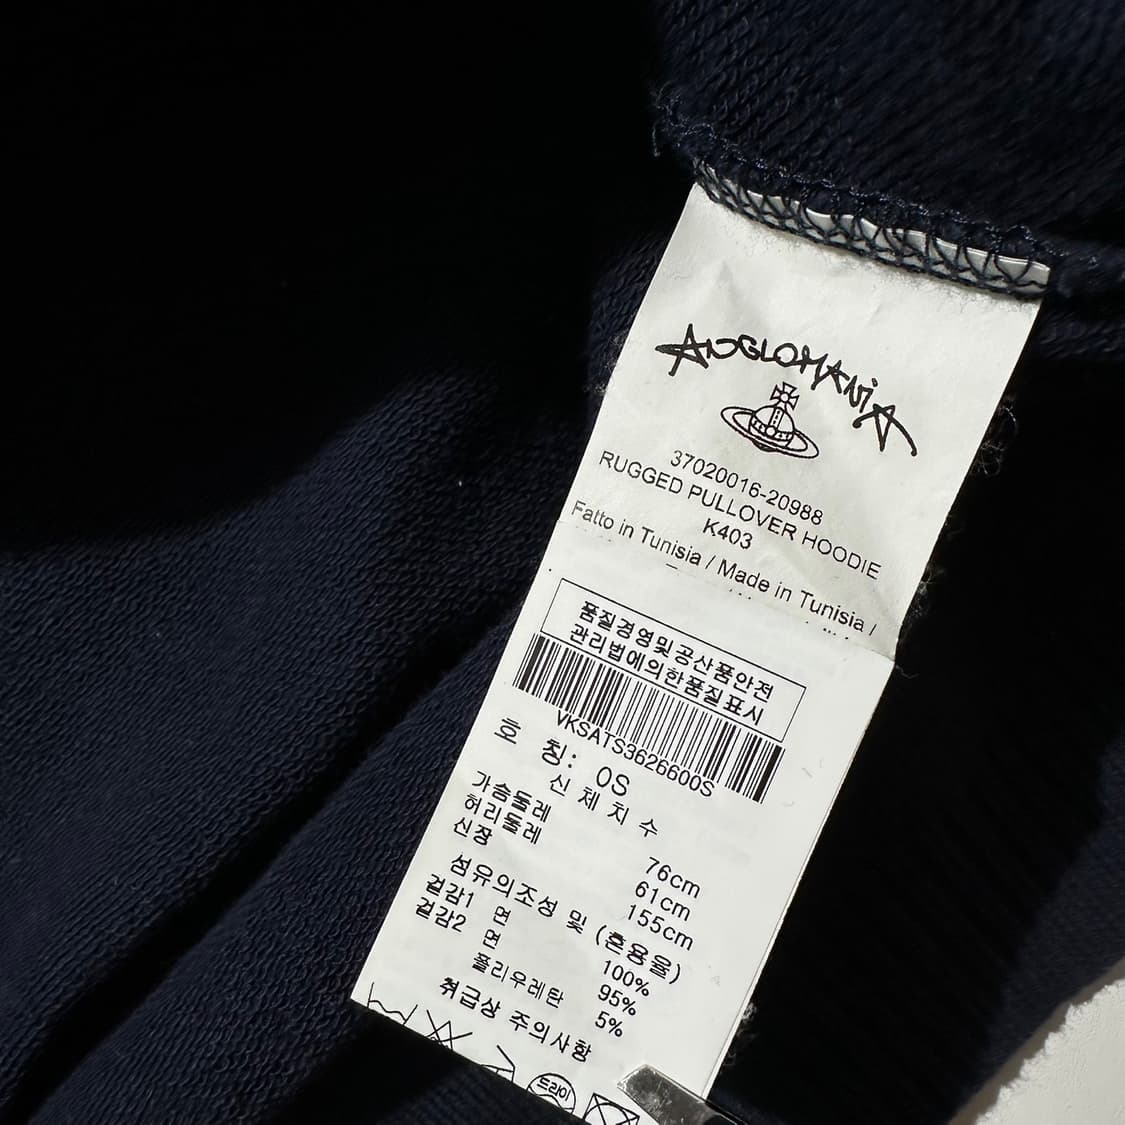 ANGLOMANiA
37020016-20988
RUGGED PULLOVER HOODIE
K403
Fatto in Tunisia / Made in Tunisia /
품질경영및공산품안전
관리법에의한품질표시
VKSATS3626600S
호 칭: 0S
신 체 치 수
가슴둘레 76cm
허리둘레 61cm
신장 155cm
섬유의조성 및 (혼용율)
겉감1 면 100%
겉감2 면 95%
폴리우레탄 5%
취급상 주의사항
드라이